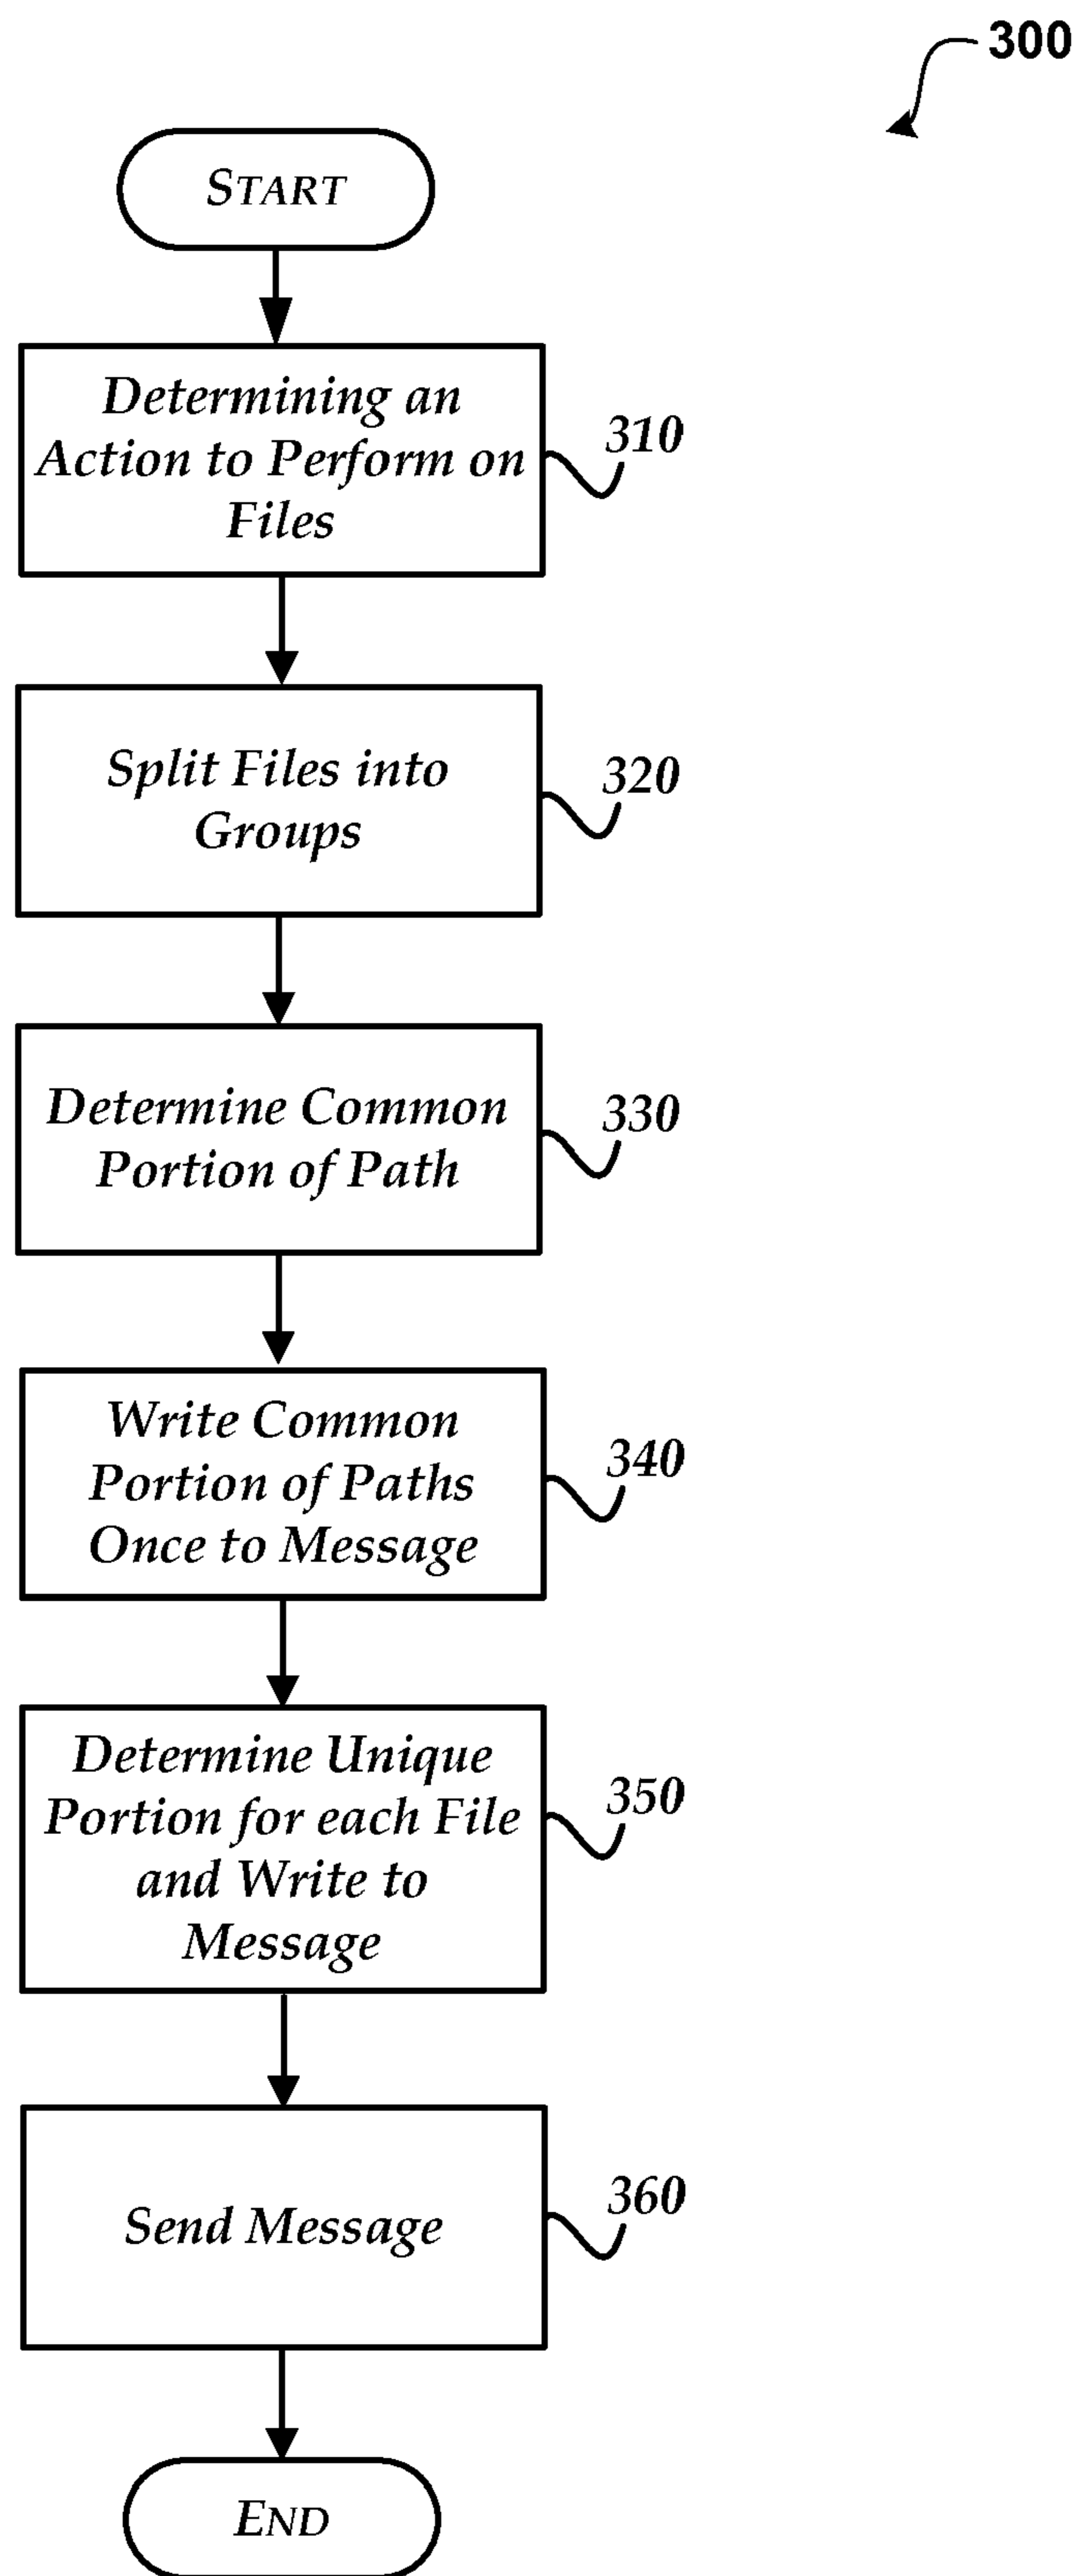 300
START
Determining an
Action to Perform on
Files
310
Split Files into
Groups
320
Determine Common
Portion of Path
330
Write Common
Portion of Paths
Once to Message
340
Determine Unique
Portion for each File
and Write to
Message
350
Send Message
360
END